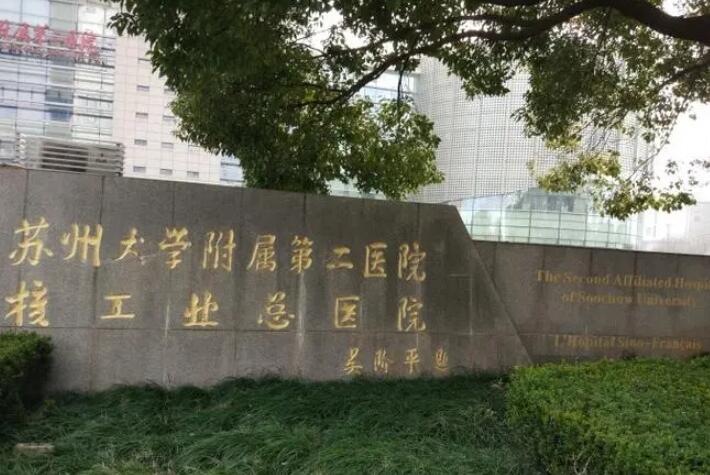 苏州大学附属第二医院
核工业总医院
吴阶平题
The Second Affiliated Hospi
of Soochow University
L'Hôpital Sino-Français